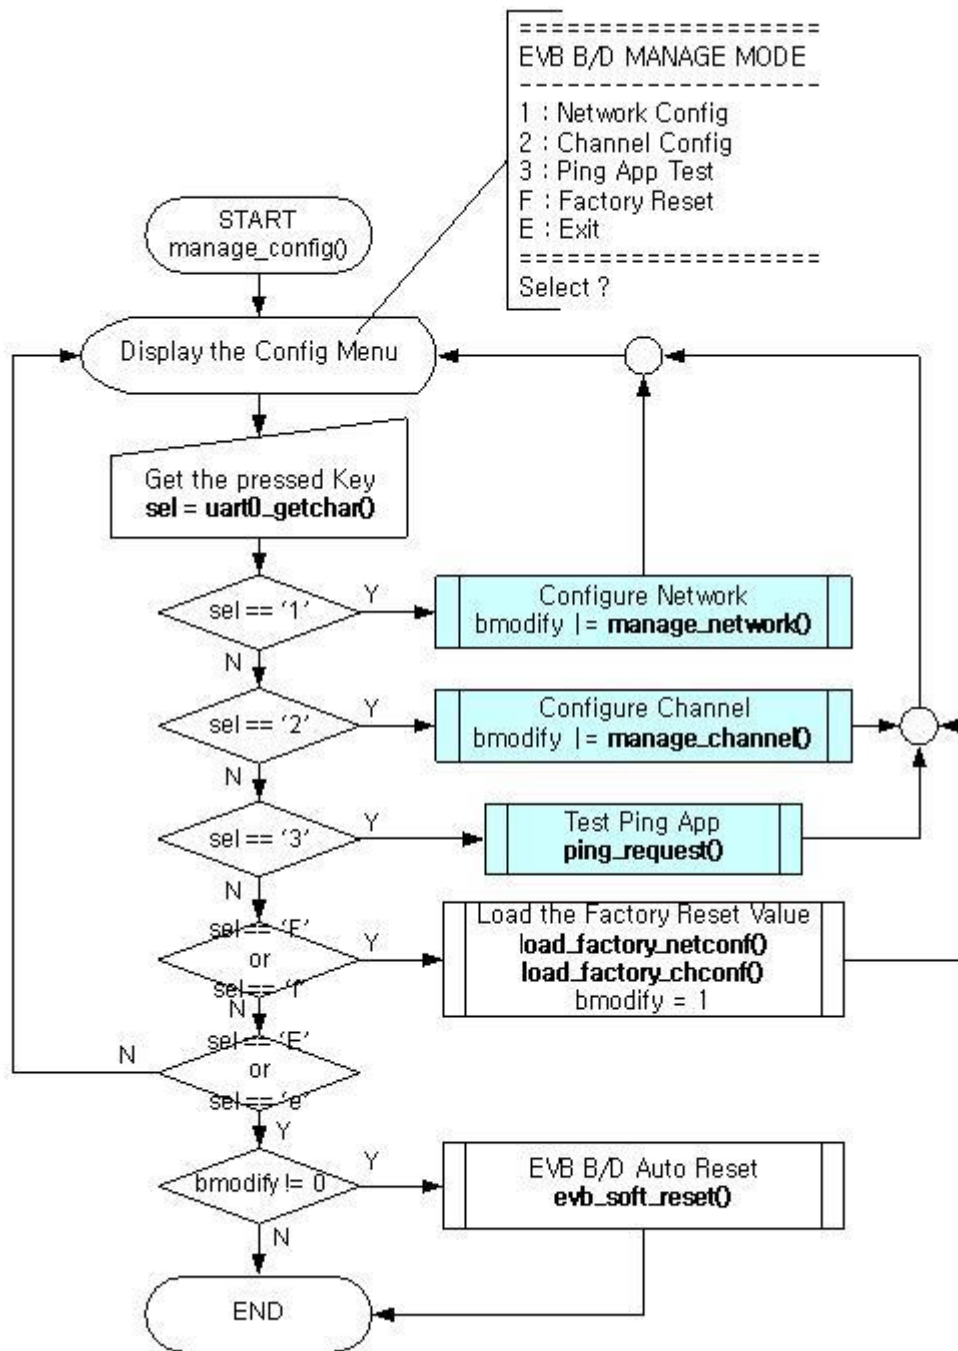 ===================
EVB B/D MANAGE MODE
-------------------
1 : Network Config
2 : Channel Config
3 : Ping App Test
F : Factory Reset
E : Exit
===================
Select ?
START
manage_config()
Display the Config Menu
Get the pressed Key
sel = uart0_getchar()
sel == ‘1’
Y
Configure Network
bmodify |= manage_network()
N
sel == ‘2’
Y
Configure Channel
bmodify |= manage_channel()
N
sel == ‘3’
Y
Test Ping App
ping_request()
N
sel == ‘F’
or
sel == ‘f’
Y
Load the Factory Reset Value
load_factory_netconf()
load_factory_chconf()
bmodify = 1
N
sel == ‘E’
or
sel == ‘e’
N
Y
bmodify != 0
Y
EVB B/D Auto Reset
evb_soft_reset()
N
END